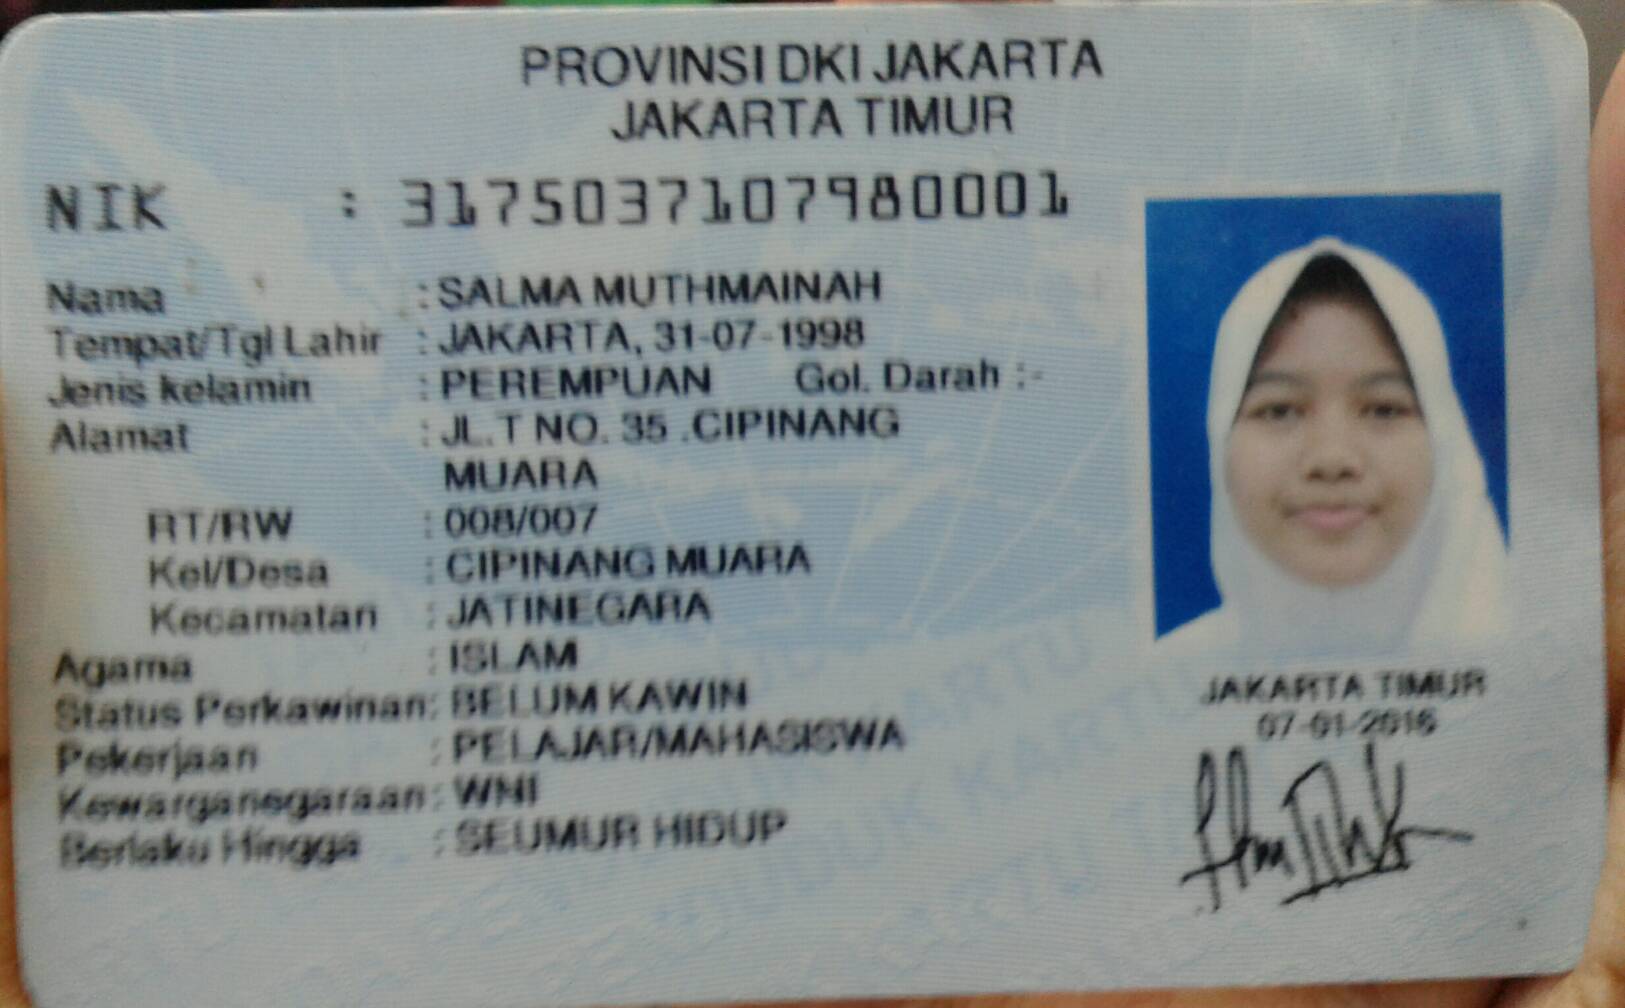 PROVINSI DKI JAKARTA
JAKARTA TIMUR
NIK : 3175037107980001
Nama : SALMA MUTHMAINAH
Tempat/Tgl Lahir : JAKARTA, 31-07-1998
Jenis kelamin : PEREMPUAN Gol. Darah :-
Alamat : JL.T NO. 35 .CIPINANG
MUARA
RT/RW : 008/007
Kel/Desa : CIPINANG MUARA
Kecamatan : JATINEGARA
Agama : ISLAM
Status Perkawinan: BELUM KAWIN
Pekerjaan : PELAJAR/MAHASISWA
Kewarganegaraan: WNI
Berlaku Hingga : SEUMUR HIDUP
JAKARTA TIMUR
07-01-2016